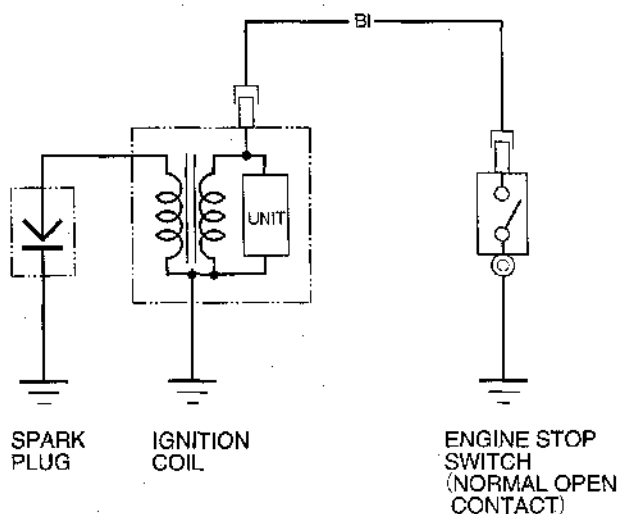 Bl
UNIT
SPARK
PLUG
IGNITION
COIL
ENGINE STOP
SWITCH
(NORMAL OPEN
CONTACT)